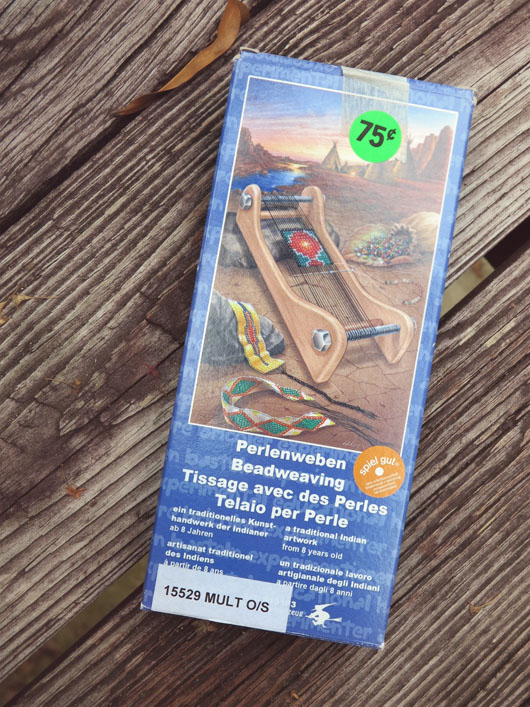 75¢
Perlenweben
Beadweaving
Tissage avec des Perles
Telaio per Perle
spiel gut
ein traditionelles Kunst-
handwerk der Indianer
ab 8 Jahren
a traditional Indian
artwork
from 8 years old
artisanat traditionel
des Indiens
à partir de 8 ans
un tradizionale lavoro
artigianale degli Indiani
a partire dagli 8 anni
15529 MULT O/S